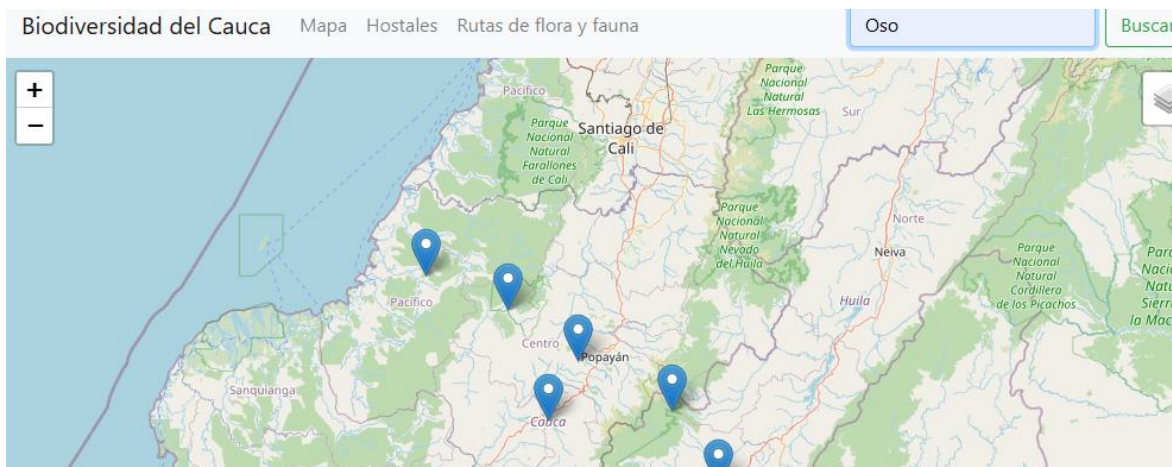 Biodiversidad del Cauca Mapa Hostales Rutas de flora y fauna Oso Buscar
+
−
Pacifico
Parque
Nacional
Natural
Las Hermosas
Sur
Parque
Nacional
Natural
Farallones
de Cali
Santiago de
Cali
Parque
Nacional
Natural
Nevado
del Huila
Norte
Neiva
Parque
Nacional
Natural
Cordillera
de los Picachos
Huila
Pacifico
Centro
Popayán
Sanquianga
Cauca